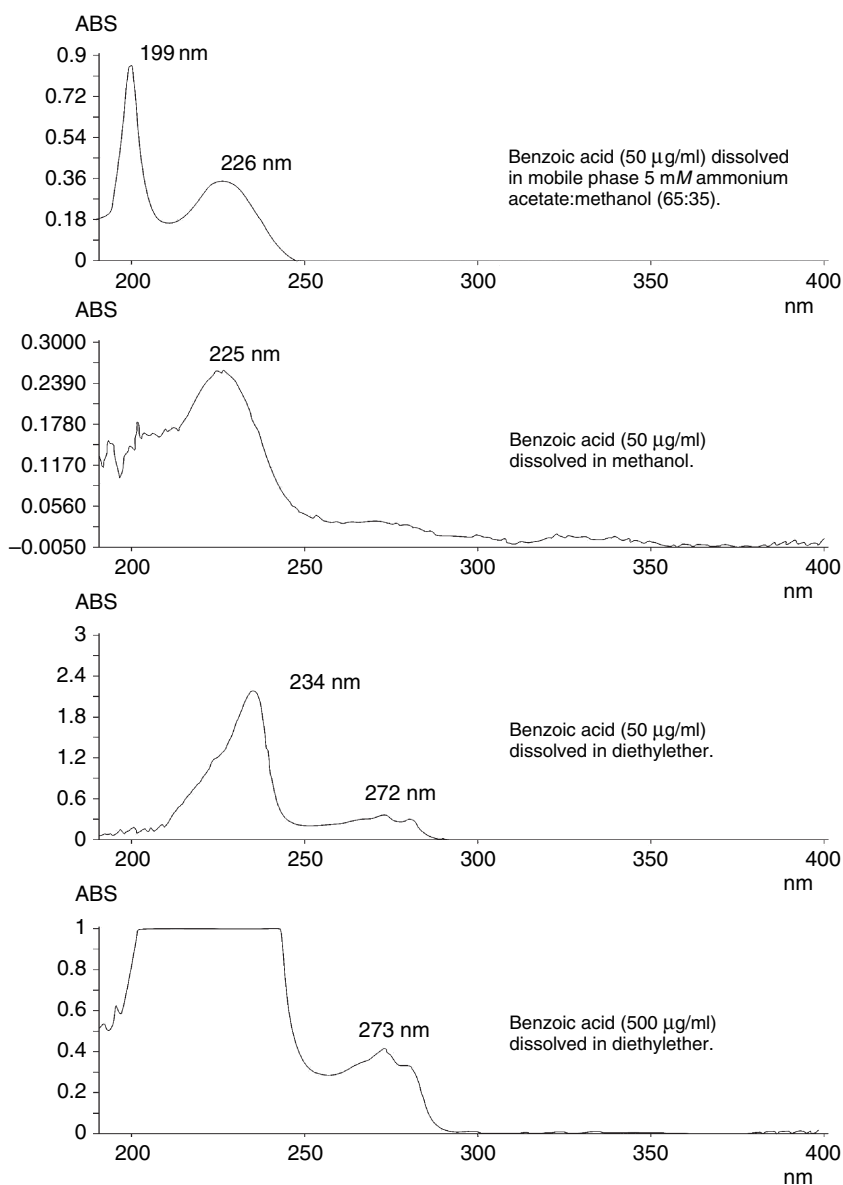 ABS
0.9
0.72
0.54
0.36
0.18
0
199 nm
226 nm
Benzoic acid (50 μg/ml) dissolved
in mobile phase 5 mM ammonium
acetate:methanol (65:35).
200
250
300
350
400
nm
ABS
0.3000
0.2390
0.1780
0.1170
0.0560
–0.0050
225 nm
Benzoic acid (50 μg/ml)
dissolved in methanol.
200
250
300
350
400
nm
ABS
3
2.4
1.8
1.2
0.6
0
234 nm
272 nm
Benzoic acid (50 μg/ml)
dissolved in diethylether.
200
250
300
350
400
nm
ABS
1
0.8
0.6
0.4
0.2
0
273 nm
Benzoic acid (500 μg/ml)
dissolved in diethylether.
200
250
300
350
400
nm